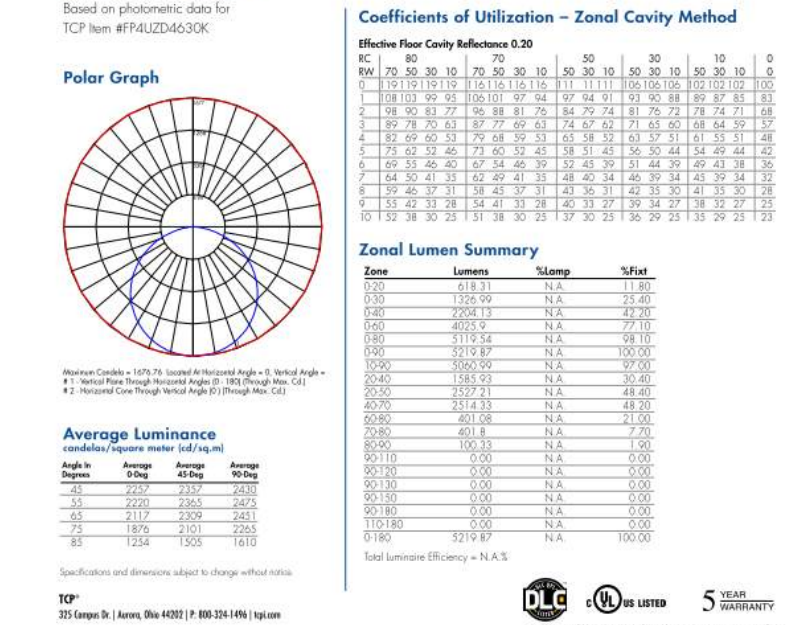 Based on photometric data for
TCP Item #FP4UZD4630K
Polar Graph
Maximum Candela = 1676.76 Located At Horizontal Angle = 0, Vertical Angle =
# 1 - Vertical Plane Through Horizontal Angles (0 - 180) (Through Max. Cd.)
# 2 - Horizontal Cone Through Vertical Angle (0) (Through Max. Cd.)
Average Luminance
candelas/square meter (cd/sq.m)
Angle In Degrees Average 0-Deg Average 45-Deg Average 90-Deg
45 2257 2357 2430
55 2220 2365 2475
65 2117 2309 2451
75 1876 2101 2265
85 1254 1505 1610
Specifications and dimensions subject to change without notice.
TCP®
325 Campus Dr. | Aurora, Ohio 44202 | P: 800-324-1496 | tcpi.com
Coefficients of Utilization – Zonal Cavity Method
Effective Floor Cavity Reflectance 0.20
RC 80 70 50 30 10 0
RW 70 50 30 10 70 50 30 10 50 30 10 50 30 10 50 30 10 0
0 119 119 119 119 116 116 116 116 111 111 111 106 106 106 102 102 102 100
1 108 103 99 95 106 101 97 94 97 94 91 93 90 88 89 87 85 83
2 98 90 83 77 96 88 81 76 84 79 74 81 76 72 78 74 71 68
3 89 78 70 63 87 77 69 63 74 67 62 71 65 60 68 64 59 57
4 82 69 60 53 79 68 59 53 65 58 52 63 57 51 61 55 51 48
5 75 62 52 46 73 60 52 45 58 51 45 56 50 44 54 49 44 42
6 69 55 46 40 67 54 46 39 52 45 39 51 44 39 49 43 38 36
7 64 50 41 35 62 49 41 35 48 40 34 46 39 34 45 39 34 32
8 59 46 37 31 58 45 37 31 43 36 31 42 35 30 41 35 30 28
9 55 42 33 28 54 41 33 28 40 33 27 39 34 27 38 32 27 25
10 52 38 30 25 51 38 30 25 37 30 25 36 29 25 35 29 25 23
Zonal Lumen Summary
Zone Lumens %Lamp %Fixt
0-20 618.31 N.A. 11.80
0-30 1326.99 N.A. 25.40
0-40 2204.13 N.A. 42.20
0-60 4025.9 N.A. 77.10
0-80 5119.54 N.A. 98.10
0-90 5219.87 N.A. 100.00
10-90 5060.99 N.A. 97.00
20-40 1585.93 N.A. 30.40
20-50 2527.21 N.A. 48.40
40-70 2514.33 N.A. 48.20
60-80 401.08 N.A. 21.00
70-80 401.8 N.A. 7.70
80-90 100.33 N.A. 1.90
90-110 0.00 N.A. 0.00
90-120 0.00 N.A. 0.00
90-130 0.00 N.A. 0.00
90-150 0.00 N.A. 0.00
90-180 0.00 N.A. 0.00
110-180 0.00 N.A. 0.00
0-180 5219.87 N.A. 100.00
Total Luminaire Efficiency = N.A.%
DLC
C UL US LISTED
5 YEAR WARRANTY